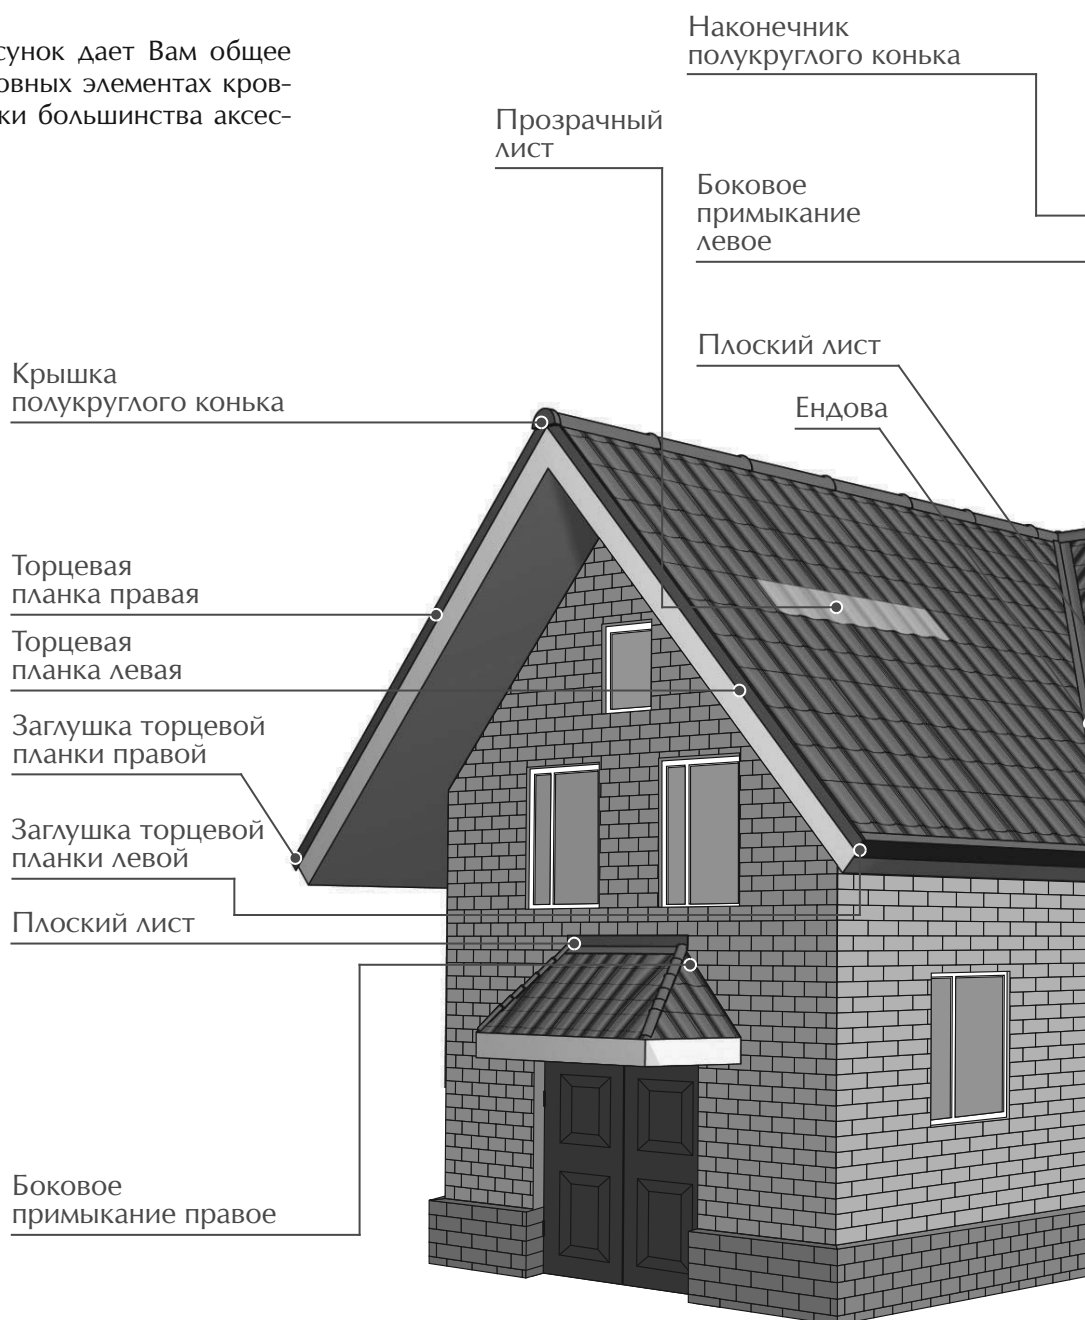 сунок дает Вам общее
овных элементах кров-
ки большинства аксес-
Наконечник
полукруглого конька
Прозрачный
лист
Боковое
примыкание
левое
Плоский лист
Ендова
Крышка
полукруглого конька
Торцевая
планка правая
Торцевая
планка левая
Заглушка торцевой
планки правой
Заглушка торцевой
планки левой
Плоский лист
Боковое
примыкание правое